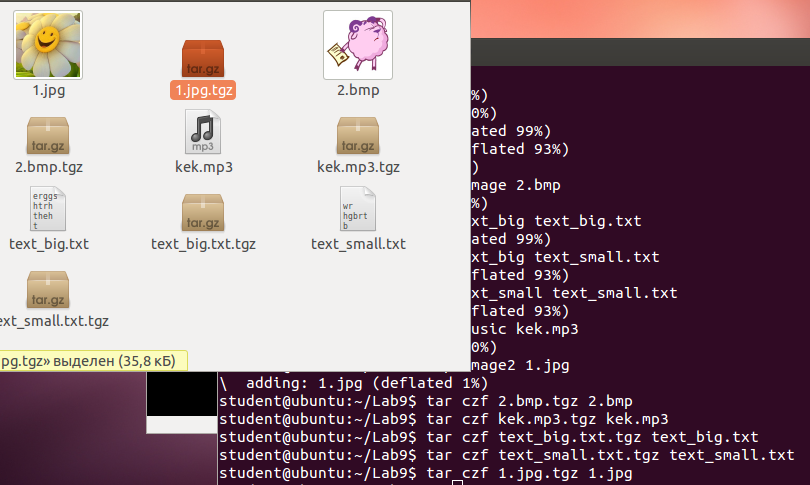 1.jpg
tar.gz
1.jpg.tgz
2.bmp
tar.gz
2.bmp.tgz
mp3
kek.mp3
tar.gz
kek.mp3.tgz
erggs
htrh
theh
t
text_big.txt
tar.gz
text_big.txt.tgz
wr
hgbrt
b
text_small.txt
tar.gz
ext_small.txt.tgz
pg.tgz» выделен (35,8 кБ)
%)
0%)
ated 99%)
flated 93%)
)
mage 2.bmp
%)
xt_big text_big.txt
ated 99%)
xt_big text_small.txt
flated 93%)
xt_small text_small.txt
flated 93%)
usic kek.mp3
0%)
mage2 1.jpg
\  adding: 1.jpg (deflated 1%)
student@ubuntu:~/Lab9$ tar czf 2.bmp.tgz 2.bmp
student@ubuntu:~/Lab9$ tar czf kek.mp3.tgz kek.mp3
student@ubuntu:~/Lab9$ tar czf text_big.txt.tgz text_big.txt
student@ubuntu:~/Lab9$ tar czf text_small.txt.tgz text_small.txt
student@ubuntu:~/Lab9$ tar czf 1.jpg.tgz 1.jpg